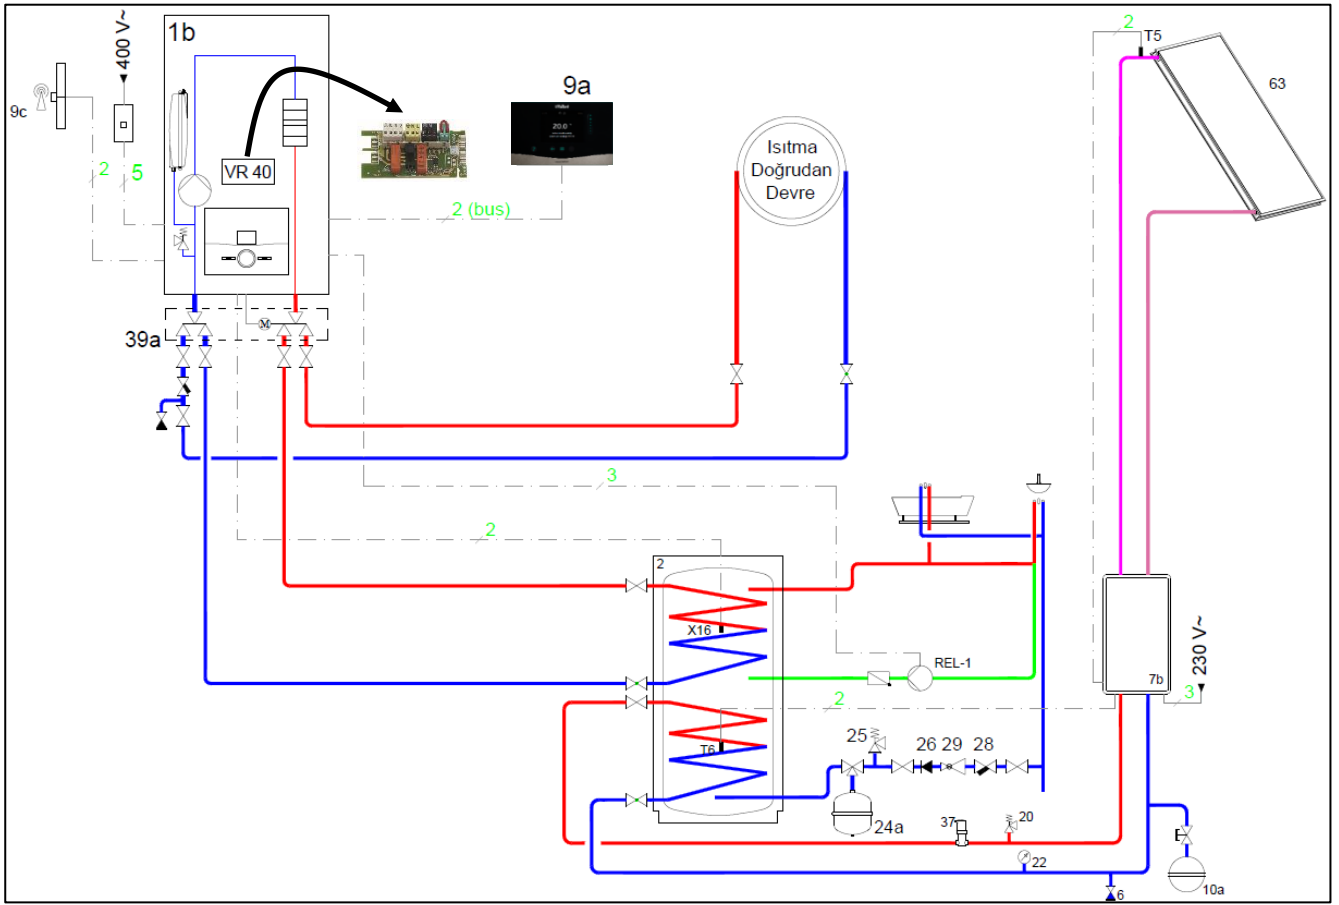 2
T5
400 V~
1b
9a
63
9c
20.0°
Isıtma
Doğrudan
Devre
2
5
VR 40
2 (bus)
M
39a
3
2
2
X16
REL-1
230 V~
7b
3
2
T6
25
26
29
28
24a
37
20
22
6
10a